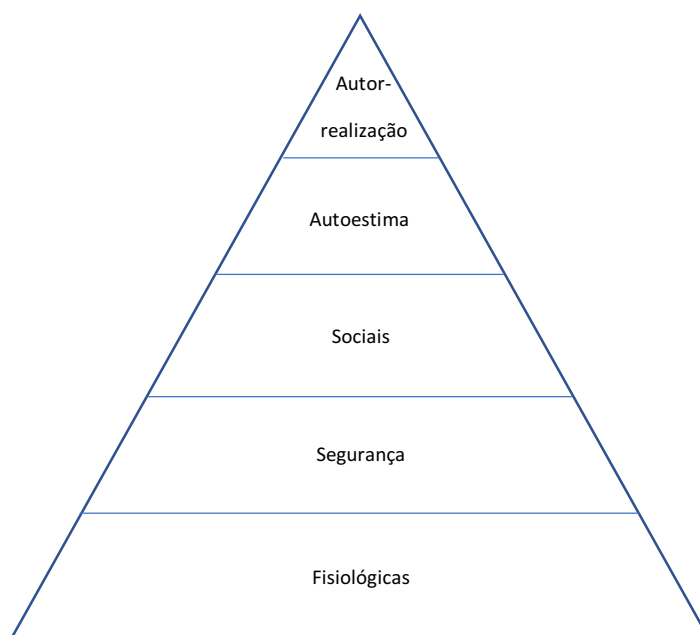 Autor-
realização
Autoestima
Sociais
Segurança
Fisiológicas